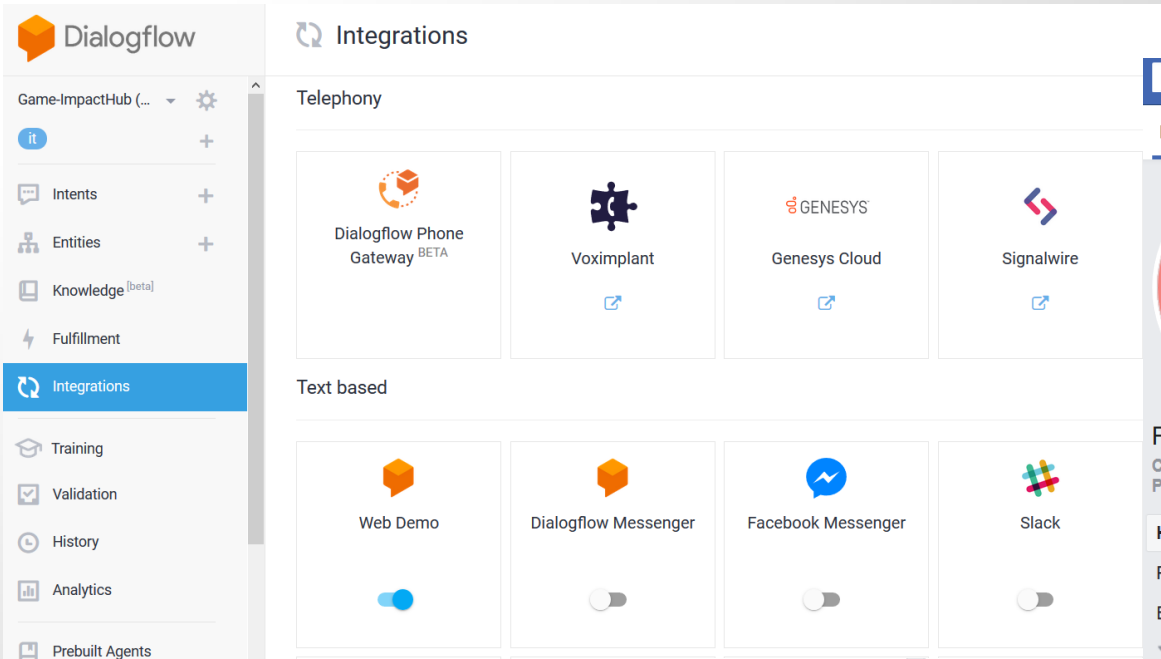 Dialogflow
Integrations
Game-ImpactHub (...
it
Intents
Entities
Knowledge [beta]
Fulfillment
Integrations
Training
Validation
History
Analytics
Prebuilt Agents
Telephony
Dialogflow Phone
Gateway BETA
Voximplant
GENESYS
Genesys Cloud
Signalwire
Text based
Web Demo
Dialogflow Messenger
Facebook Messenger
Slack